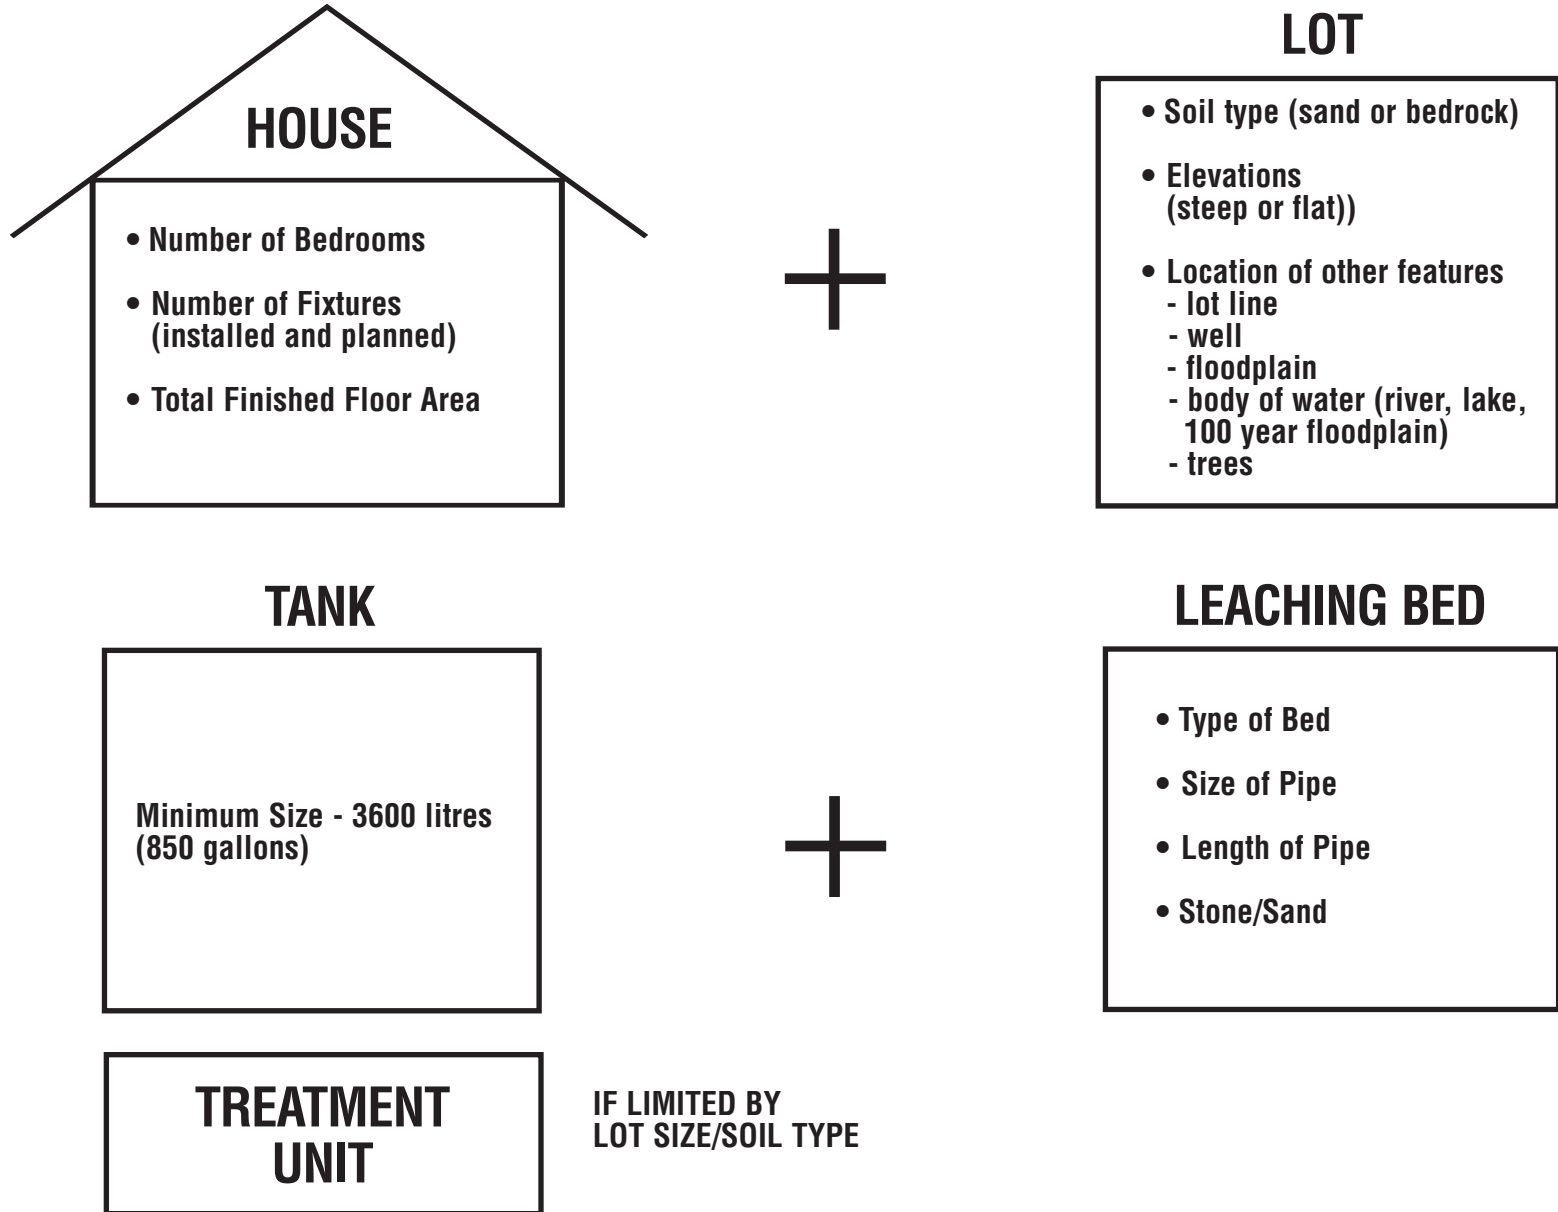 HOUSE
• Number of Bedrooms
• Number of Fixtures
(installed and planned)
• Total Finished Floor Area
LOT
• Soil type (sand or bedrock)
• Elevations
(steep or flat))
• Location of other features
- lot line
- well
- floodplain
- body of water (river, lake,
100 year floodplain)
- trees
TANK
Minimum Size - 3600 litres
(850 gallons)
LEACHING BED
• Type of Bed
• Size of Pipe
• Length of Pipe
• Stone/Sand
TREATMENT
UNIT
IF LIMITED BY
LOT SIZE/SOIL TYPE